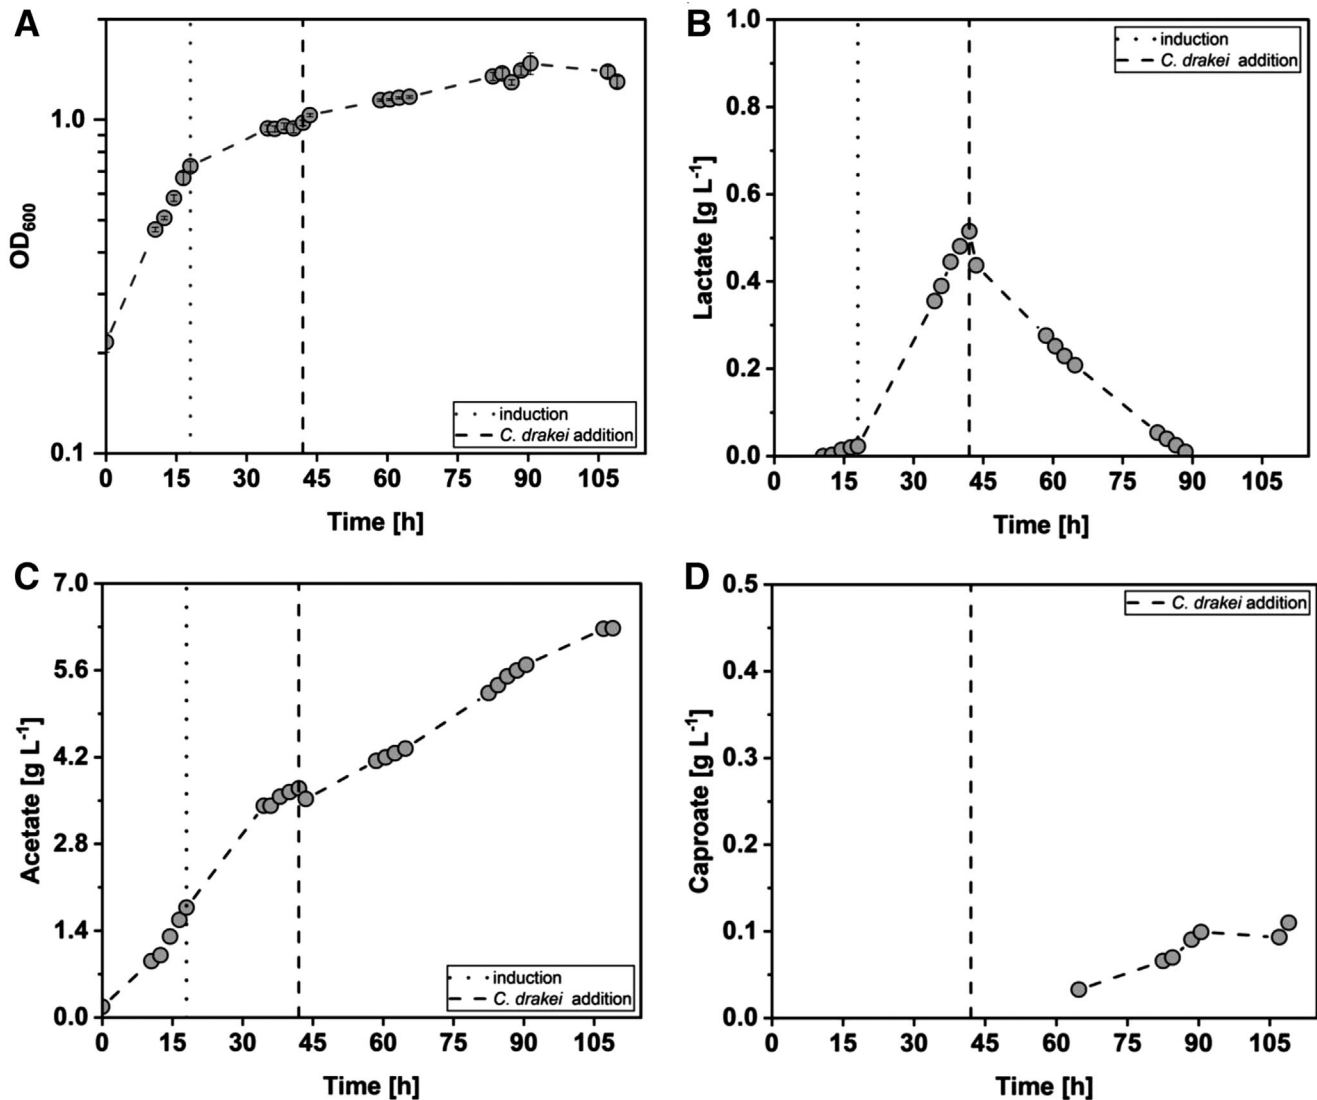 A
OD600
1.0
0.1
0 15 30 45 60 75 90 105
Time [h]
induction
C. drakei addition
B
Lactate [g L-1]
1.0
0.8
0.6
0.4
0.2
0.0
0 15 30 45 60 75 90 105
Time [h]
induction
C. drakei addition
C
Acetate [g L-1]
7.0
5.6
4.2
2.8
1.4
0.0
0 15 30 45 60 75 90 105
Time [h]
induction
C. drakei addition
D
Caproate [g L-1]
0.5
0.4
0.3
0.2
0.1
0.0
0 15 30 45 60 75 90 105
Time [h]
C. drakei addition